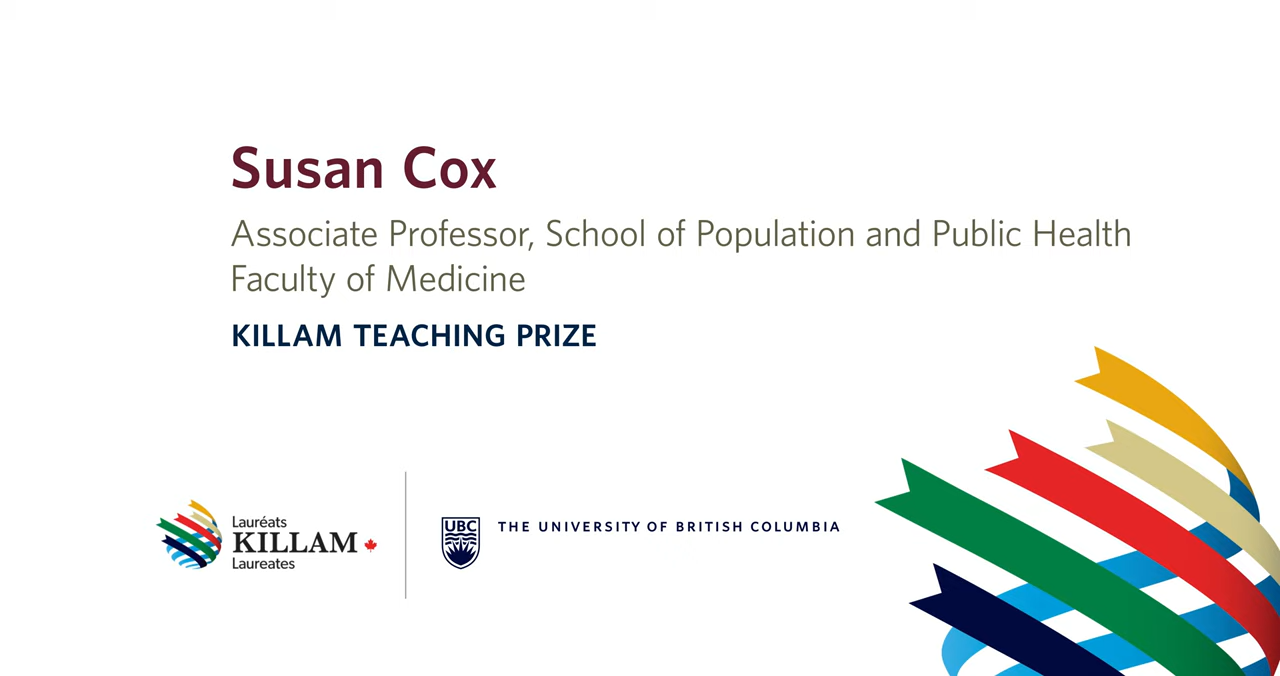 Susan Cox
Associate Professor, School of Population and Public Health
Faculty of Medicine
KILLAM TEACHING PRIZE
Lauréats
KILLAM
Laureates
UBC
THE UNIVERSITY OF BRITISH COLUMBIA